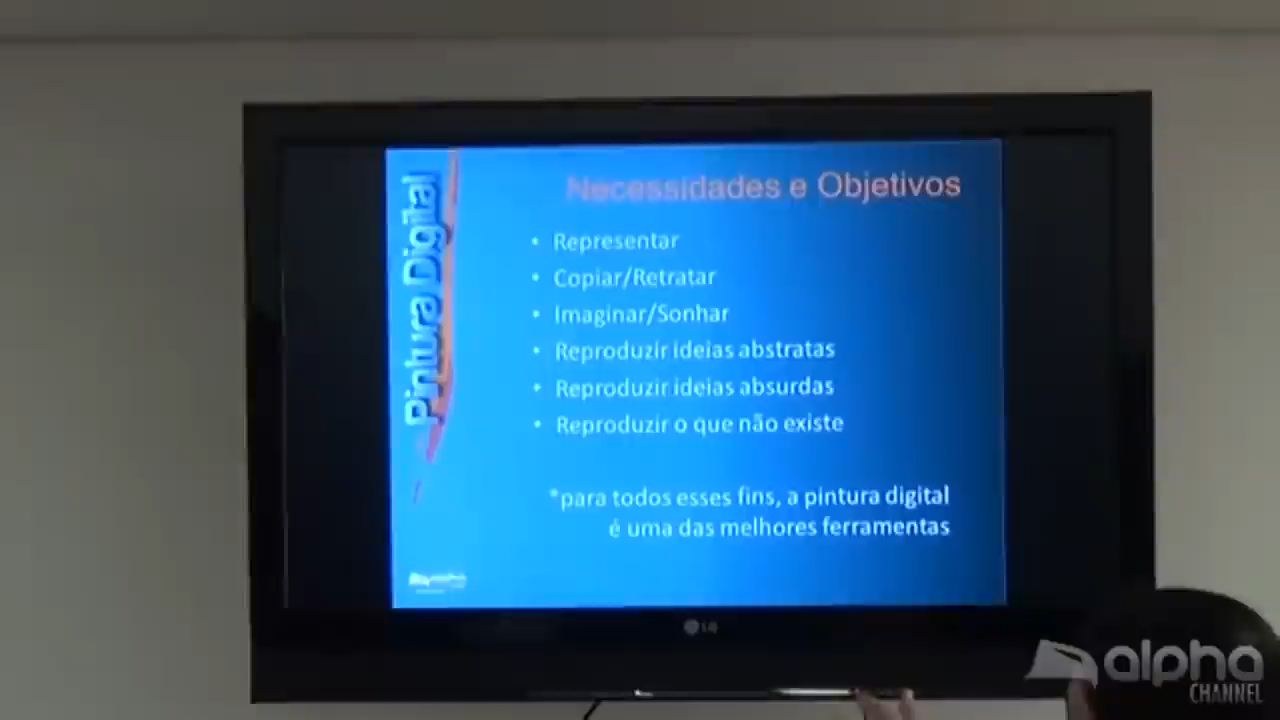 Pintura Digital
Necessidades e Objetivos
• Representar
• Copiar/Retratar
• Imaginar/Sonhar
• Reproduzir ideias abstratas
• Reproduzir ideias absurdas
• Reproduzir o que não existe
*para todos esses fins, a pintura digital
é uma das melhores ferramentas
LG
alpha
CHANNEL